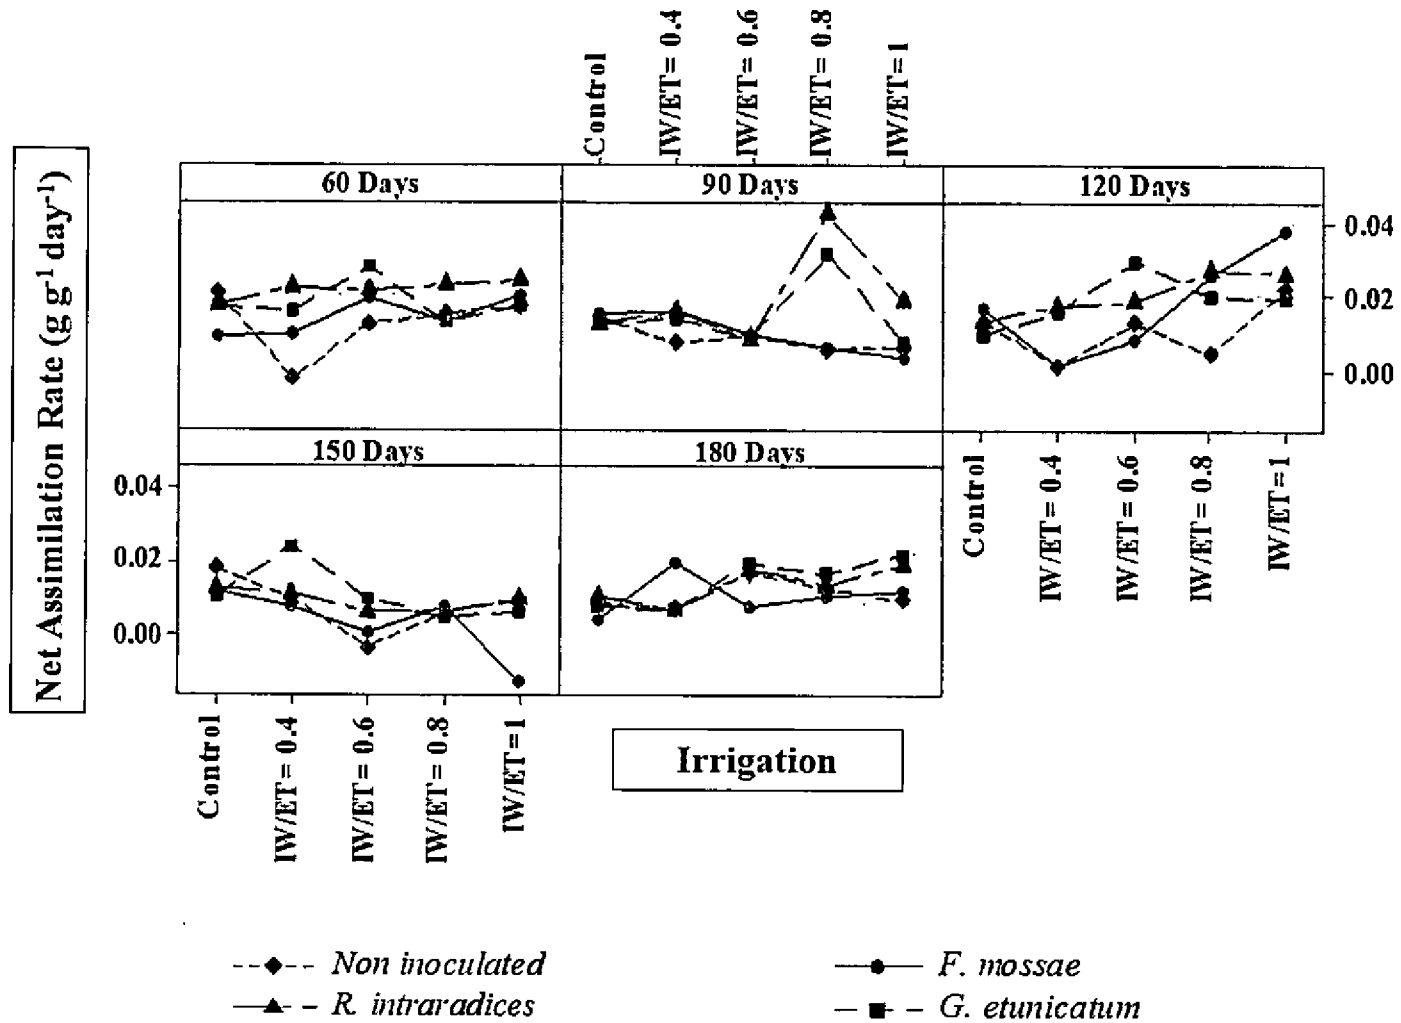 Control
IW/ET= 0.4
IW/ET= 0.6
IW/ET= 0.8
IW/ET=1
Net Assimilation Rate (g g⁻¹ day⁻¹)
60 Days
90 Days
120 Days
0.04
0.02
0.00
150 Days
180 Days
0.04
0.02
0.00
Control
IW/ET= 0.4
IW/ET= 0.6
IW/ET= 0.8
IW/ET=1
Control
IW/ET= 0.4
IW/ET= 0.6
IW/ET= 0.8
IW/ET=1
Irrigation
Non inoculated
F. mossae
R. intraradices
G. etunicatum